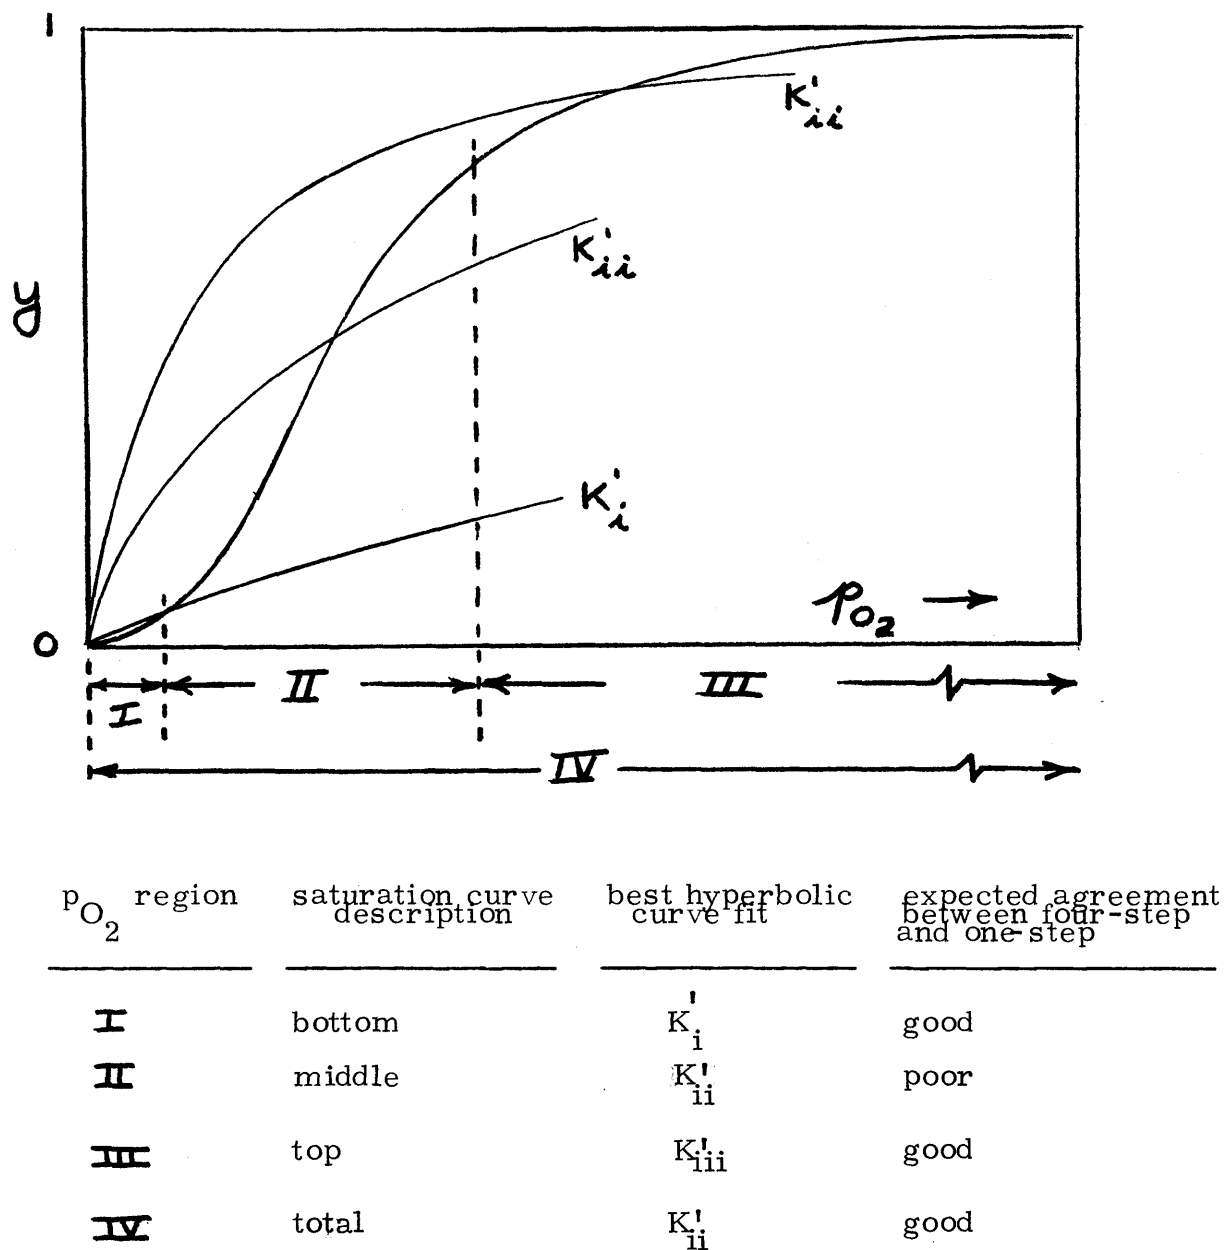 1
K'ii
K'ii
y
K'i
pO2
0
I
II
III
IV
pO2 region
saturation curve
description
best hyperbolic
curve fit
expected agreement
between four-step
and one-step
I bottom K'i good
II middle K'ii poor
III top K'iii good
IV total K'ii good